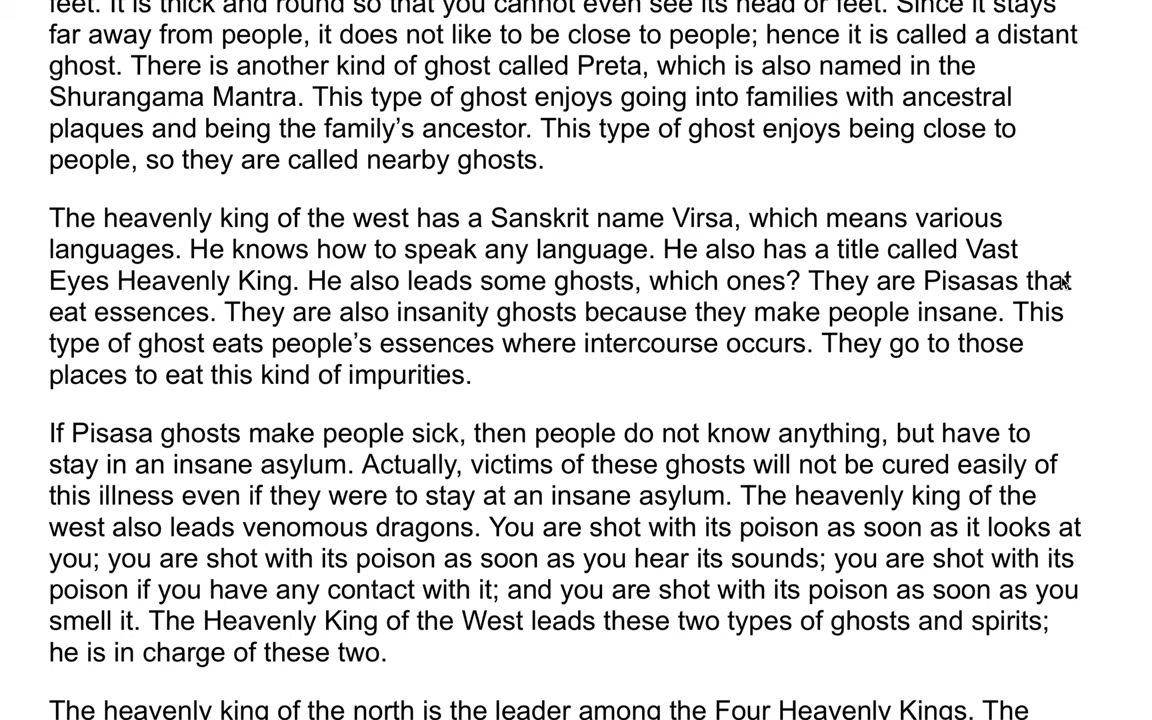 feet. It is thick and round so that you cannot even see its head or feet. Since it stays
far away from people, it does not like to be close to people; hence it is called a distant
ghost. There is another kind of ghost called Preta, which is also named in the
Shurangama Mantra. This type of ghost enjoys going into families with ancestral
plaques and being the family’s ancestor. This type of ghost enjoys being close to
people, so they are called nearby ghosts.
The heavenly king of the west has a Sanskrit name Virsa, which means various
languages. He knows how to speak any language. He also has a title called Vast
Eyes Heavenly King. He also leads some ghosts, which ones? They are Pisasas that
eat essences. They are also insanity ghosts because they make people insane. This
type of ghost eats people’s essences where intercourse occurs. They go to those
places to eat this kind of impurities.
If Pisasa ghosts make people sick, then people do not know anything, but have to
stay in an insane asylum. Actually, victims of these ghosts will not be cured easily of
this illness even if they were to stay at an insane asylum. The heavenly king of the
west also leads venomous dragons. You are shot with its poison as soon as it looks at
you; you are shot with its poison as soon as you hear its sounds; you are shot with its
poison if you have any contact with it; and you are shot with its poison as soon as you
smell it. The Heavenly King of the West leads these two types of ghosts and spirits;
he is in charge of these two.
The heavenly king of the north is the leader among the Four Heavenly Kings. The